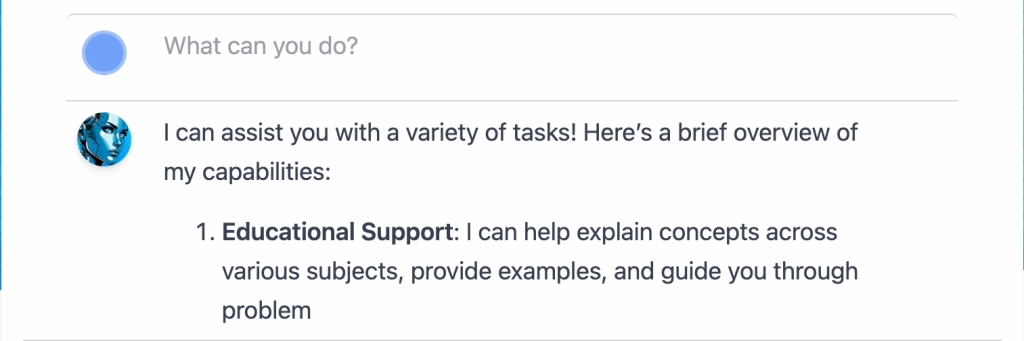 What can you do?
I can assist you with a variety of tasks! Here’s a brief overview of
my capabilities:
1. Educational Support: I can help explain concepts across
various subjects, provide examples, and guide you through
problem